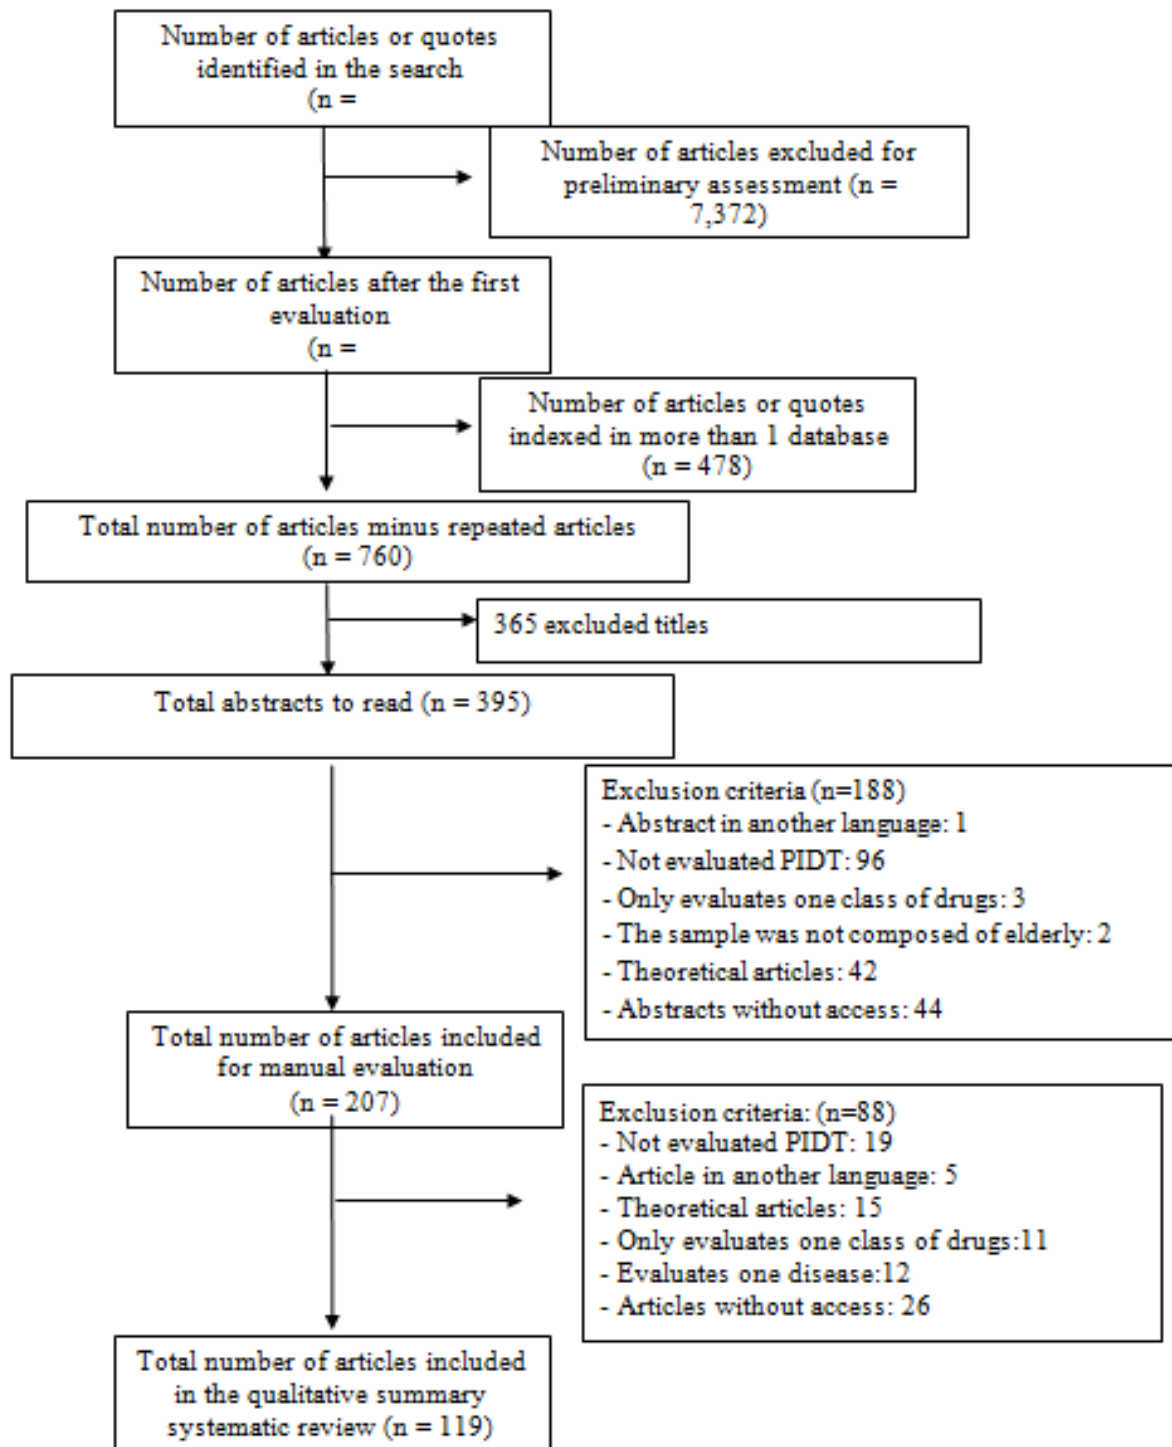 Number of articles or quotes
identified in the search
(n =
Number of articles excluded for
preliminary assessment (n =
7,372)
Number of articles after the first
evaluation
(n =
Number of articles or quotes
indexed in more than 1 database
(n = 478)
Total number of articles minus repeated articles
(n = 760)
365 excluded titles
Total abstracts to read (n = 395)
Exclusion criteria (n=188)
- Abstract in another language: 1
- Not evaluated PIDT: 96
- Only evaluates one class of drugs: 3
- The sample was not composed of elderly: 2
- Theoretical articles: 42
- Abstracts without access: 44
Total number of articles included
for manual evaluation
(n = 207)
Exclusion criteria: (n=88)
- Not evaluated PIDT: 19
- Article in another language: 5
- Theoretical articles: 15
- Only evaluates one class of drugs:11
- Evaluates one disease:12
- Articles without access: 26
Total number of articles included
in the qualitative summary
systematic review (n = 119)